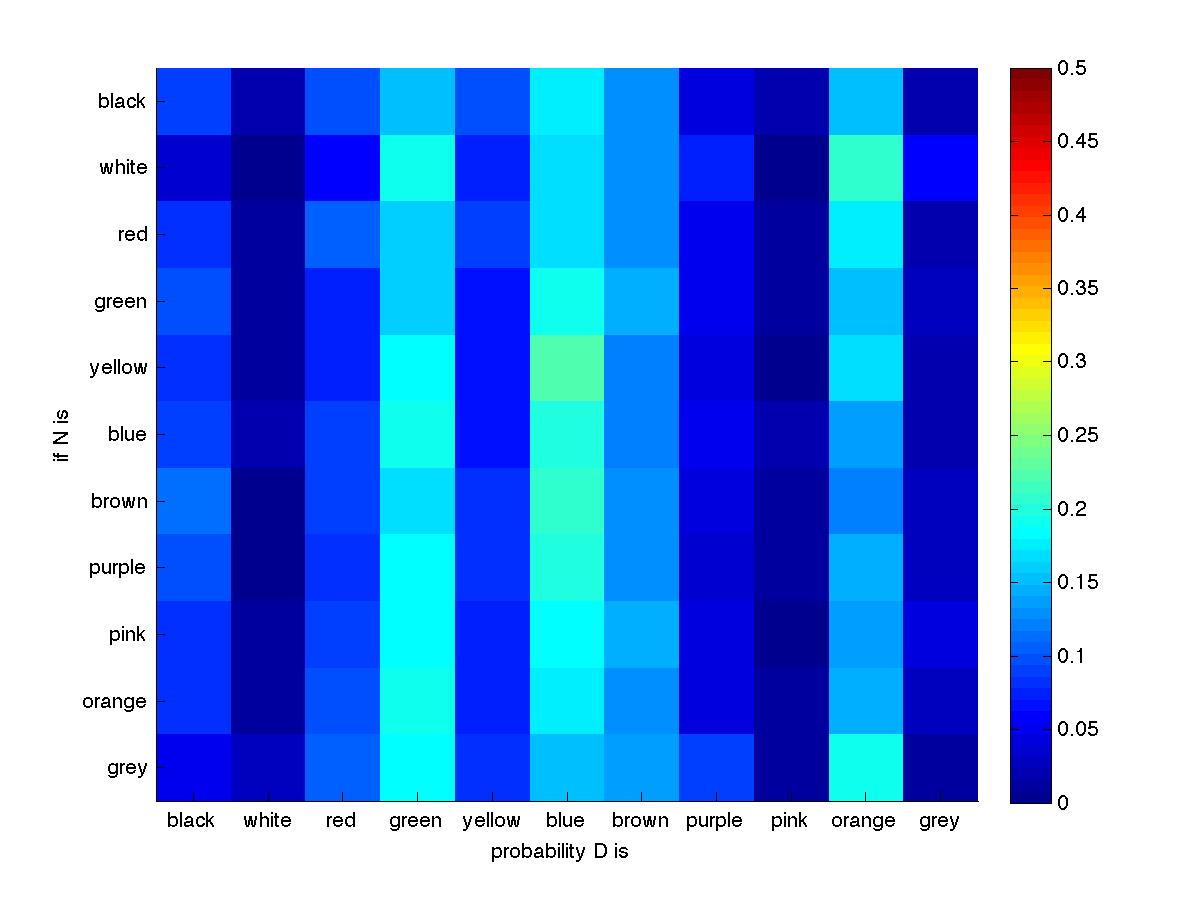 black
white
red
green
yellow
blue
brown
purple
pink
orange
grey
if N is
black white red green yellow blue brown purple pink orange grey
probability D is
0.5
0.45
0.4
0.35
0.3
0.25
0.2
0.15
0.1
0.05
0